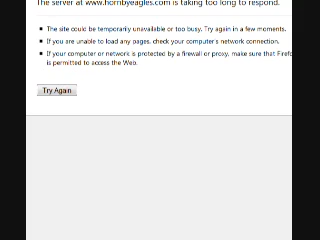 The server at www.hornbyeagles.com is taking too long to respond.
The site could be temporarily unavailable or too busy. Try again in a few moments.
If you are unable to load any pages, check your computer's network connection.
If your computer or network is protected by a firewall or proxy, make sure that Firefo
is permitted to access the Web.
Try Again